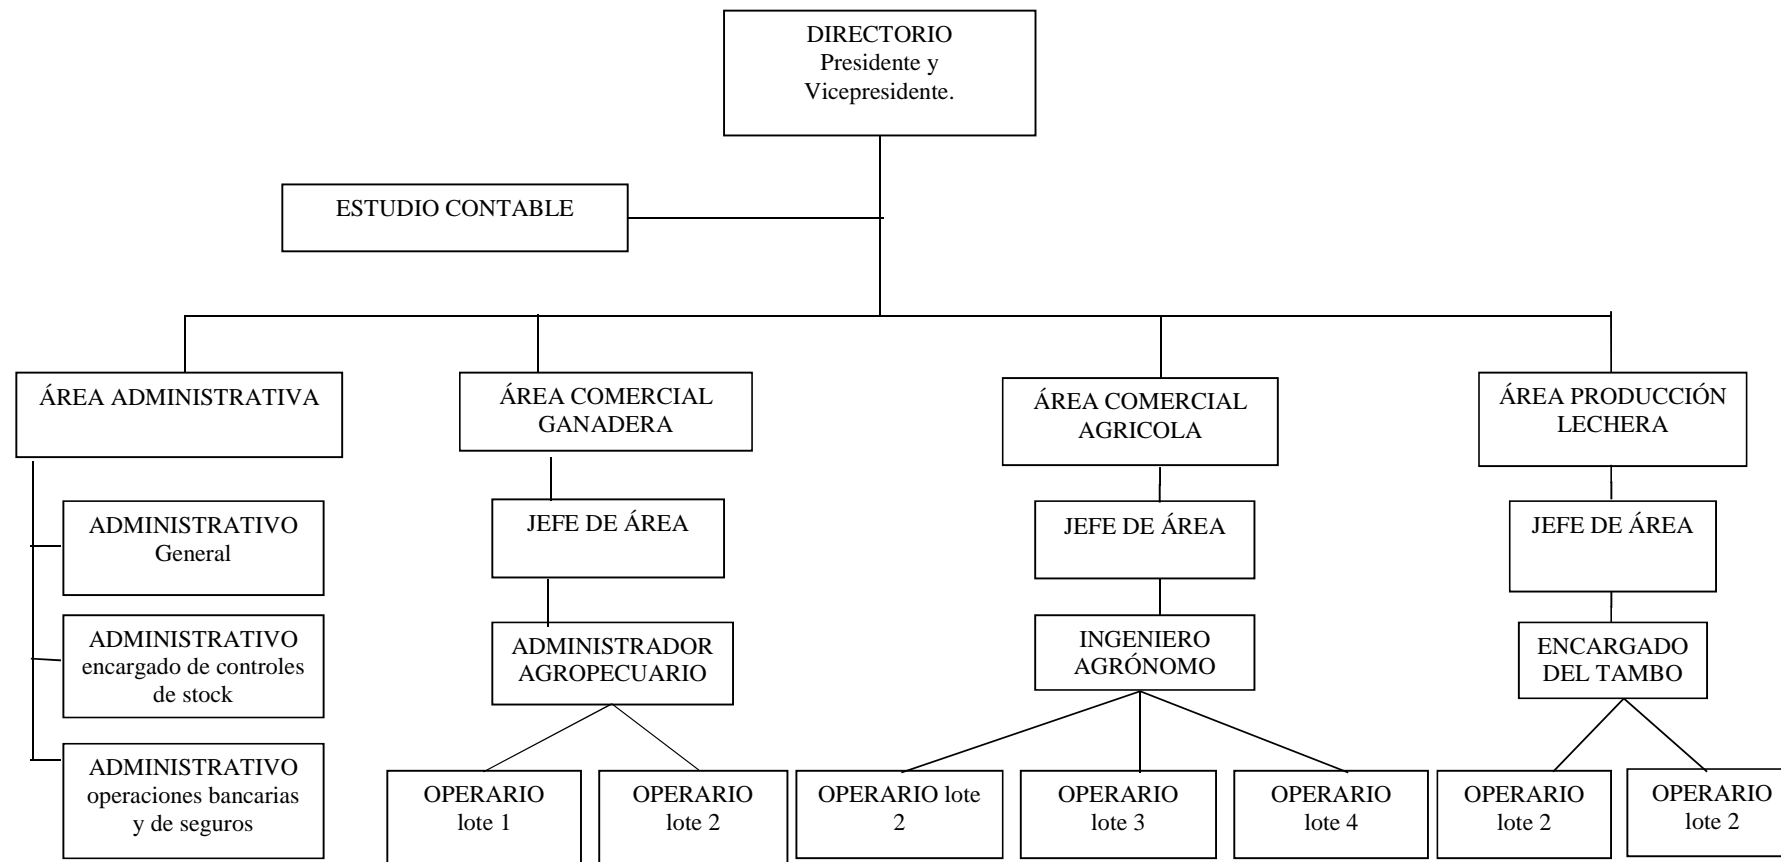 DIRECTORIO
Presidente y
Vicepresidente.
ESTUDIO CONTABLE
ÁREA ADMINISTRATIVA
ÁREA COMERCIAL
GANADERA
ÁREA COMERCIAL
AGRICOLA
ÁREA PRODUCCIÓN
LECHERA
ADMINISTRATIVO
General
JEFE DE ÁREA
JEFE DE ÁREA
JEFE DE ÁREA
ADMINISTRATIVO
encargado de controles
de stock
ADMINISTRADOR
AGROPECUARIO
INGENIERO
AGRÓNOMO
ENCARGADO
DEL TAMBO
ADMINISTRATIVO
operaciones bancarias
y de seguros
OPERARIO
lote 1
OPERARIO
lote 2
OPERARIO lote
2
OPERARIO
lote 3
OPERARIO
lote 4
OPERARIO
lote 2
OPERARIO
lote 2